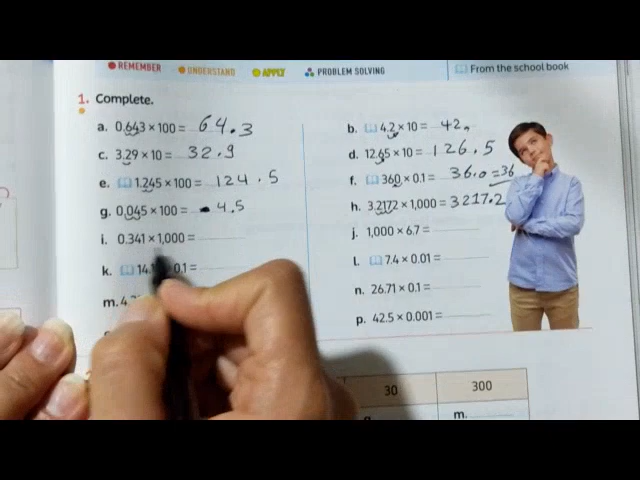 REMEMBER UNDERSTAND APPLY PROBLEM SOLVING From the school book
1. Complete.
a. 0.643 × 100 = 64.3
b. 4.2 × 10 = 42.
c. 3.29 × 10 = 32.9
d. 12.65 × 10 = 126.5
e. 1.245 × 100 = 124.5
f. 360 × 0.1 = 36.0 = 36
g. 0.045 × 100 = 4.5
h. 3.2172 × 1,000 = 3217.2
i. 0.341 × 1,000 =
j. 1,000 × 6.7 =
k. 0.1 =
l. 7.4 × 0.01 =
m.
n. 26.71 × 0.1 =
p. 42.5 × 0.001 =
30 300
m.